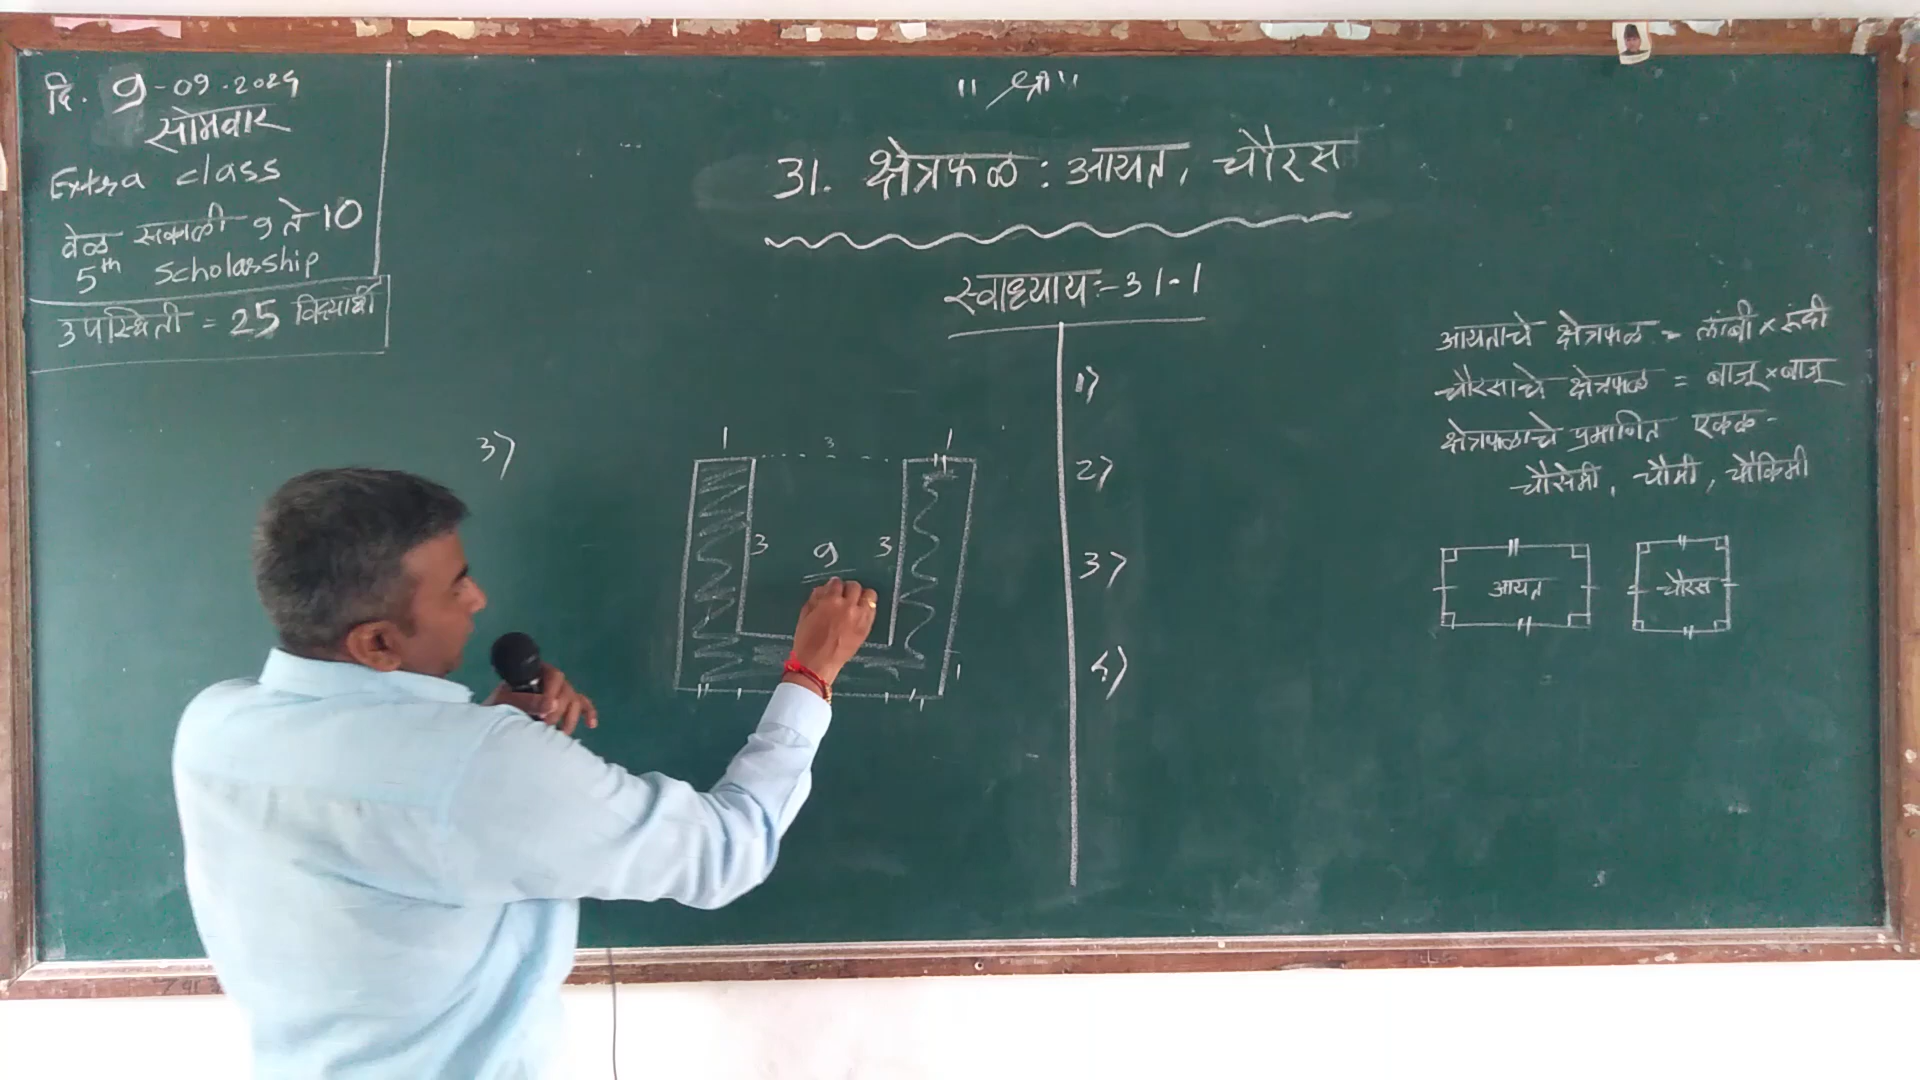 दि. 9-09-2024
सोमवार
Extra class
वेळ सकाळी 9 ते 10
5th Scholarship
उपस्थिती = 25 विद्यार्थी
"श्री"
31. क्षेत्रफळ : आयत, चौरस
स्वाध्याय :- 31.1
3)
1 3 1
3 9 3
1
1)
2)
3)
4)
आयताचे क्षेत्रफळ = लांबी × रुंदी
चौरसाचे क्षेत्रफळ = बाजू × बाजू
क्षेत्रफळाचे प्रमाणित एकक -
चौसेमी, चौमी, चौकिमी
आयत
चौरस